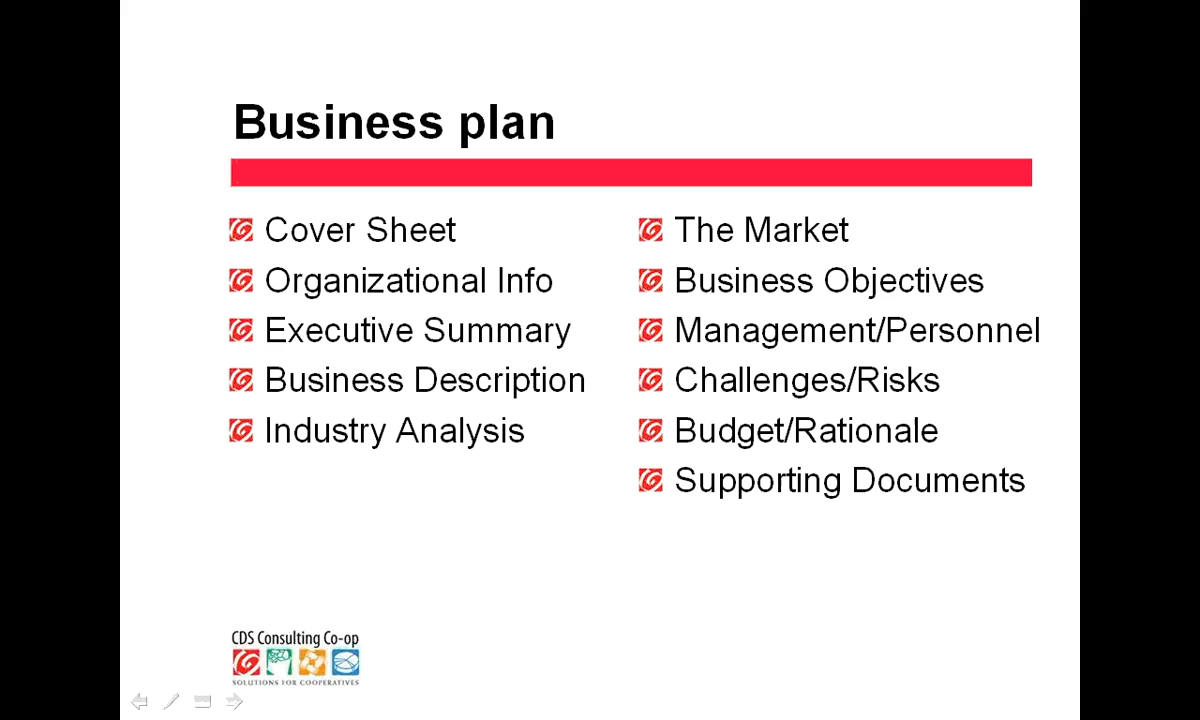 Business plan
Cover Sheet
Organizational Info
Executive Summary
Business Description
Industry Analysis
The Market
Business Objectives
Management/Personnel
Challenges/Risks
Budget/Rationale
Supporting Documents
CDS Consulting Co-op
SOLUTIONS FOR COOPERATIVES